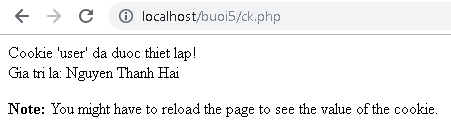 localhost/buoi5/ck.php
Cookie 'user' da duoc thiet lap!
Gia tri la: Nguyen Thanh Hai
Note: You might have to reload the page to see the value of the cookie.